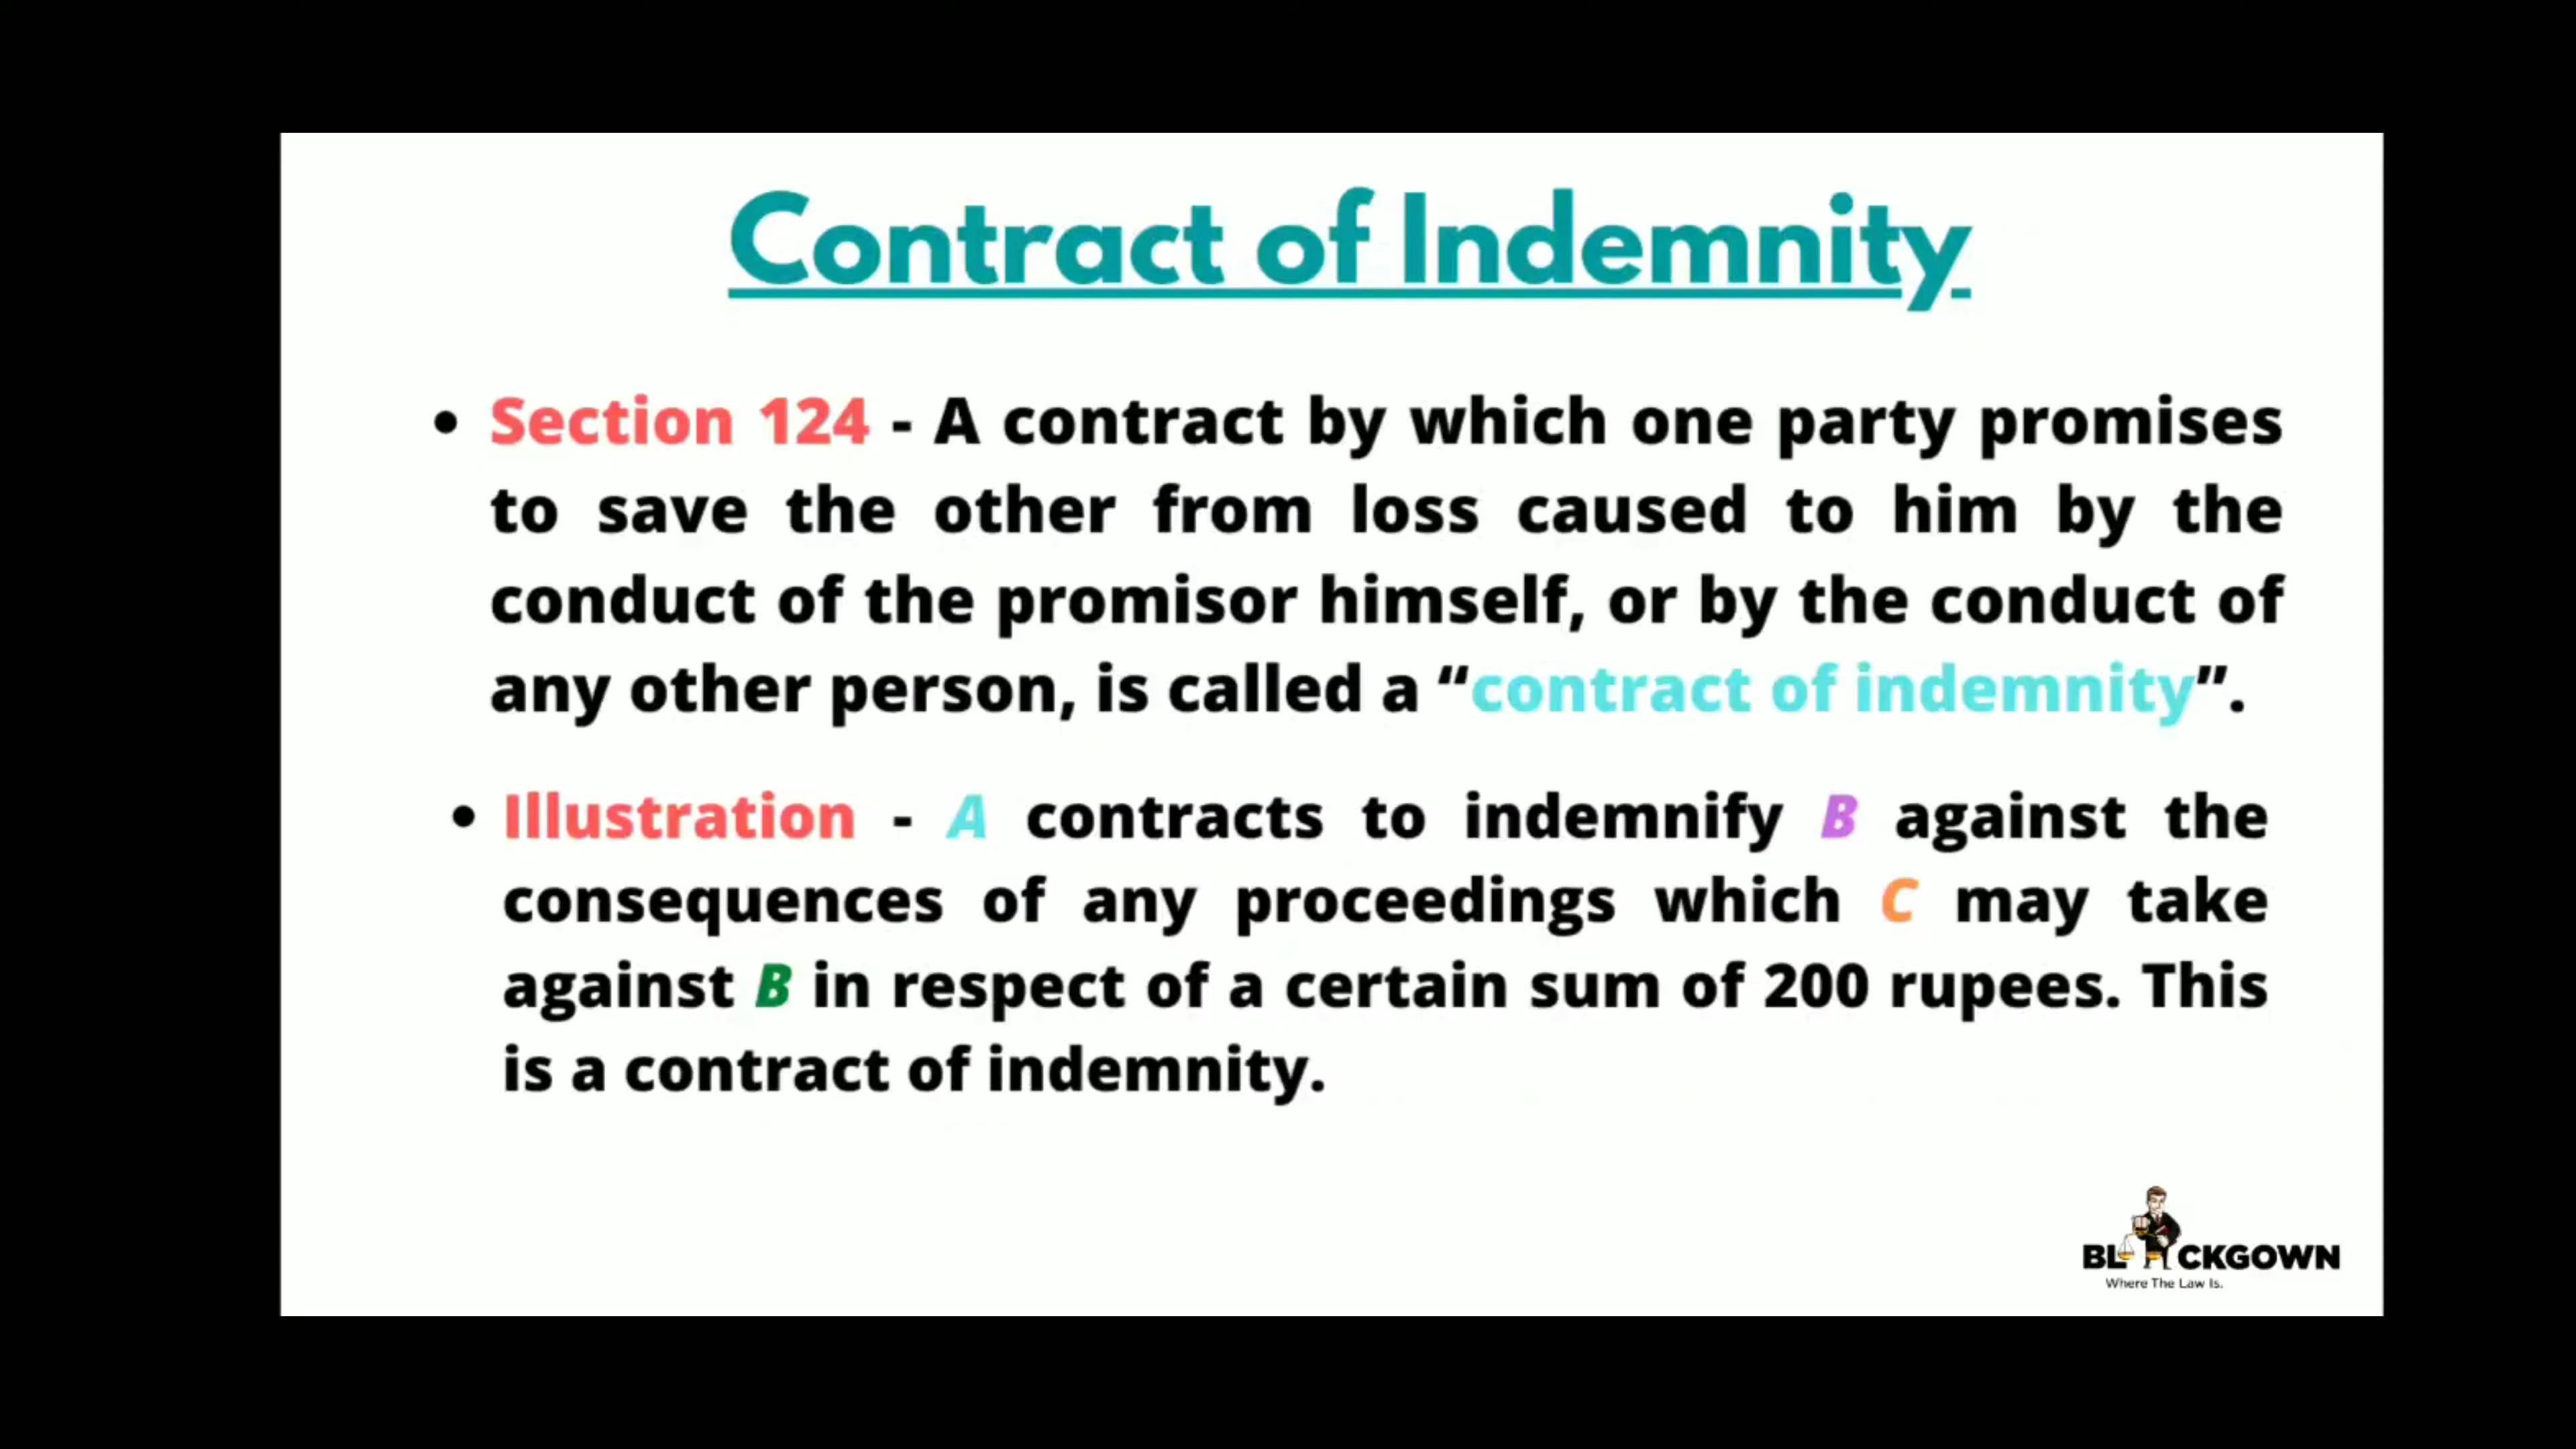 Contract of Indemnity
• Section 124 - A contract by which one party promises
to save the other from loss caused to him by the
conduct of the promisor himself, or by the conduct of
any other person, is called a “contract of indemnity”.
• Illustration - A contracts to indemnify B against the
consequences of any proceedings which C may take
against B in respect of a certain sum of 200 rupees. This
is a contract of indemnity.
BLACKGOWN
Where The Law Is.